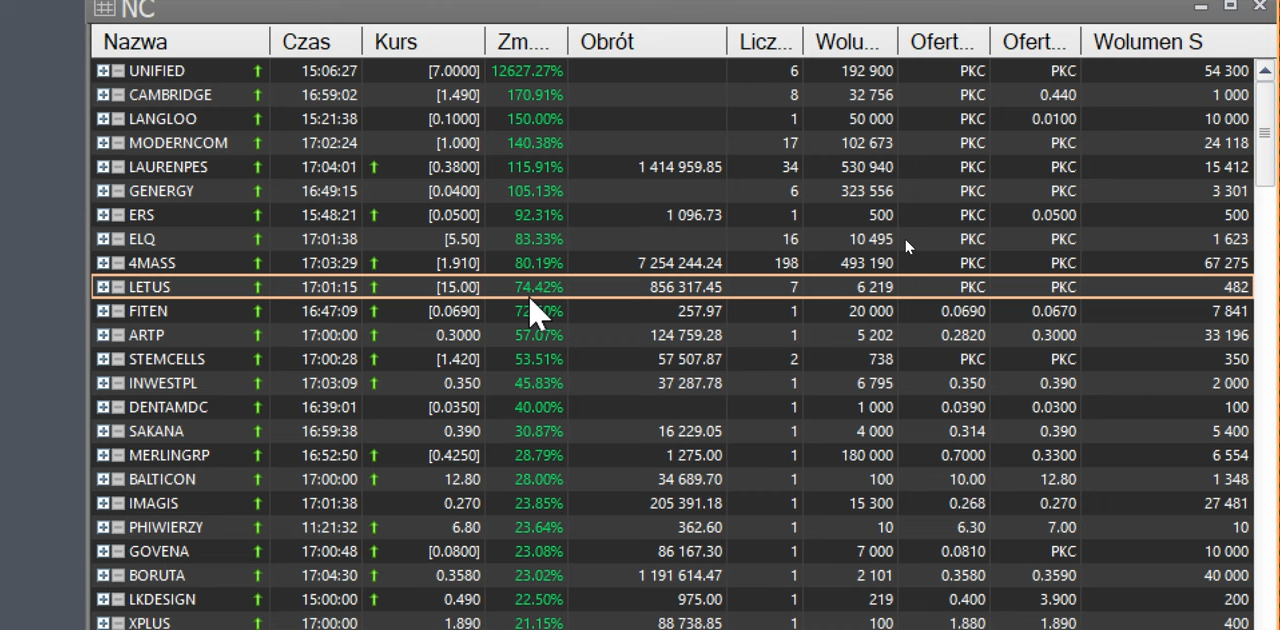 NC
Nazwa Czas Kurs Zm.... Obrót Licz... Wolu... Ofert... Ofert... Wolumen S
UNIFIED 15:06:27 [7.0000] 12627.27% 6 192 900 PKC PKC 54 300
CAMBRIDGE 16:59:02 [1.490] 170.91% 8 32 756 PKC 0.440 1 000
LANGLOO 15:21:38 [0.1000] 150.00% 1 50 000 PKC 0.0100 10 000
MODERNCOM 17:02:24 [1.000] 140.38% 17 102 673 PKC PKC 24 118
LAURENPES 17:04:01 [0.3800] 115.91% 1 414 959.85 34 530 940 PKC PKC 15 412
GENERGY 16:49:15 [0.0400] 105.13% 6 323 556 PKC PKC 3 301
ERS 15:48:21 [0.0500] 92.31% 1 096.73 1 500 PKC 0.0500 500
ELQ 17:01:38 [5.50] 83.33% 16 10 495 PKC PKC 1 623
4MASS 17:03:29 [1.910] 80.19% 7 254 244.24 198 493 190 PKC PKC 67 275
LETUS 17:01:15 [15.00] 74.42% 856 317.45 7 6 219 PKC PKC 482
FITEN 16:47:09 [0.0690] 257.97 1 20 000 0.0690 0.0670 7 841
ARTP 17:00:00 0.3000 57.07% 124 759.28 1 5 202 0.2820 0.3000 33 196
STEMCELLS 17:00:28 [1.420] 53.51% 57 507.87 2 738 PKC PKC 350
INWESTPL 17:03:09 0.350 45.83% 37 287.78 1 6 795 0.350 0.390 2 000
DENTAMDC 16:39:01 [0.0350] 40.00% 1 1 000 0.0390 0.0300 100
SAKANA 16:59:38 0.390 30.87% 16 229.05 1 4 000 0.314 0.390 5 400
MERLINGRP 16:52:50 [0.4250] 28.79% 1 275.00 1 180 000 0.7000 0.3300 6 554
BALTICON 17:00:00 12.80 28.00% 34 689.70 1 100 10.00 12.80 1 348
IMAGIS 17:01:38 0.270 23.85% 205 391.18 1 15 300 0.268 0.270 27 481
PHIWIERZY 11:21:32 6.80 23.64% 362.60 1 10 6.30 7.00 10
GOVENA 17:00:48 [0.0800] 23.08% 86 167.30 1 7 000 0.0810 PKC 10 000
BORUTA 17:04:30 0.3580 23.02% 1 191 614.47 1 2 101 0.3580 0.3590 40 000
LKDESIGN 15:00:00 0.490 22.50% 975.00 1 219 0.400 3.900 200
XPLUS 17:00:00 1.890 21.15% 88 738.85 1 100 1.880 1.890 400